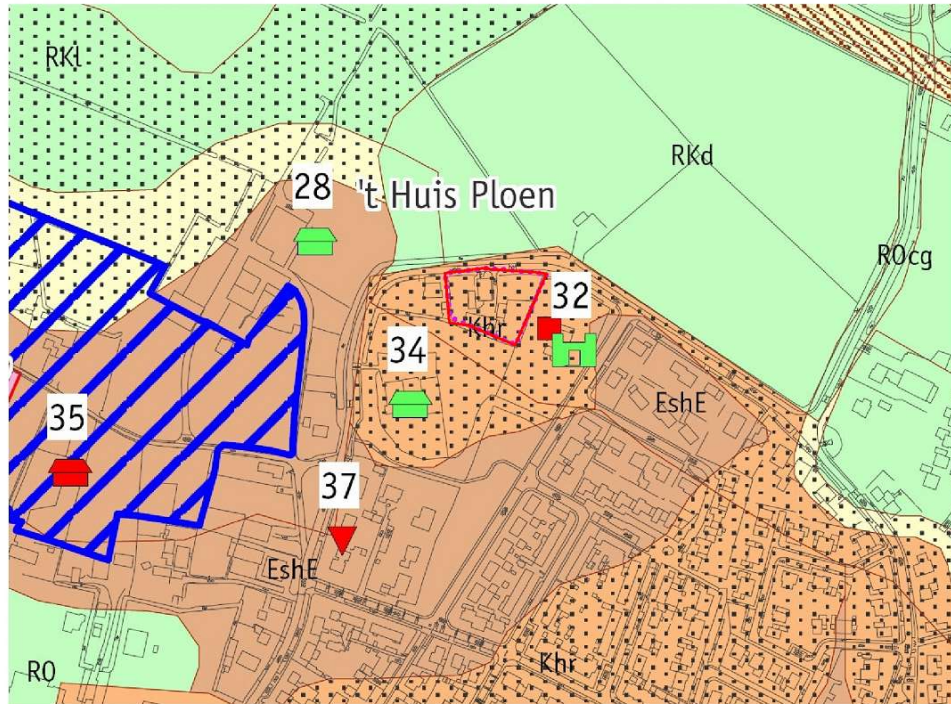 RKl
28
't Huis Ploen
RKd
ROcg
32
Khr
34
EshE
35
37
EshE
Khr
RO